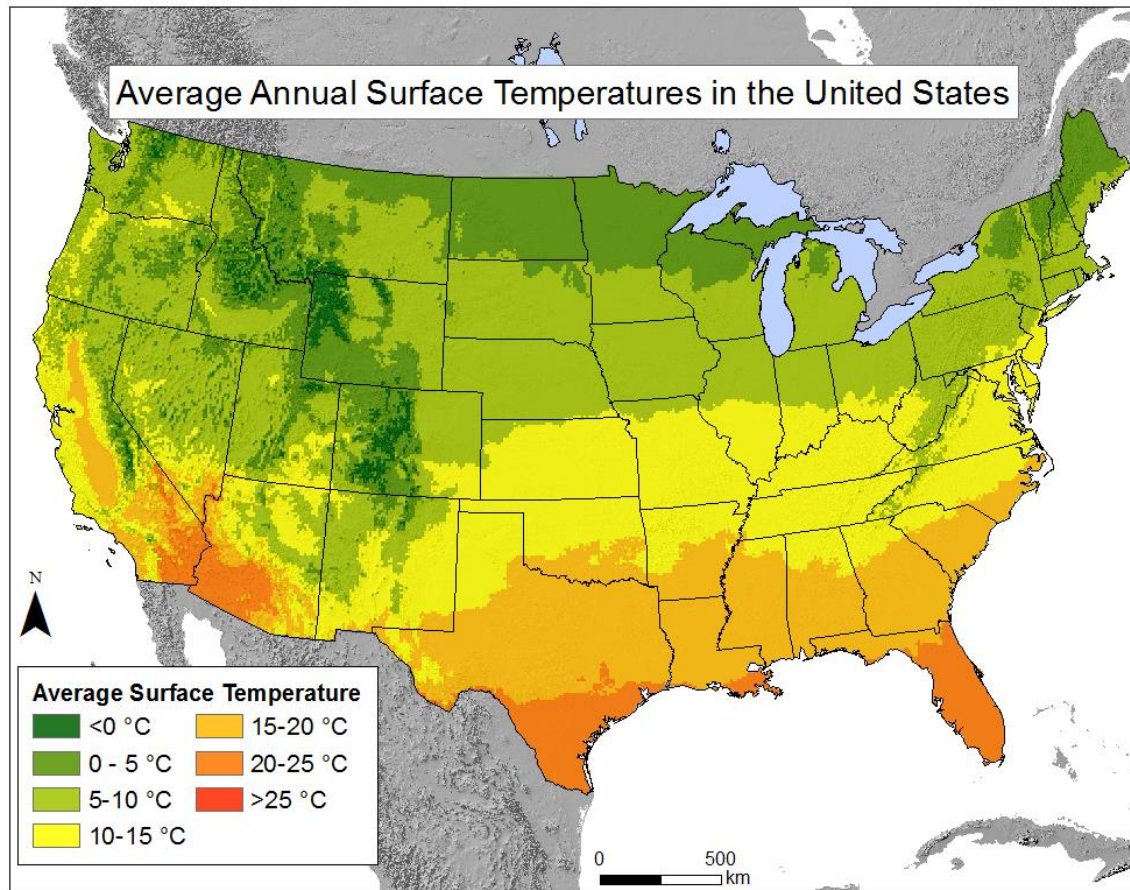 Average Annual Surface Temperatures in the United States
N
Average Surface Temperature
<0 °C
0 - 5 °C
5-10 °C
10-15 °C
15-20 °C
20-25 °C
>25 °C
0 500
km